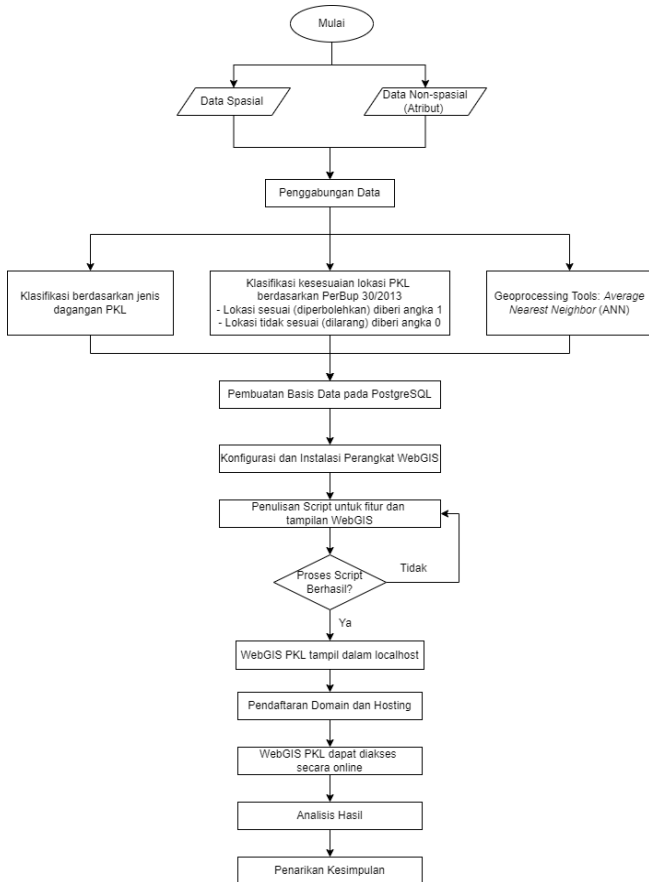 Mulai
Data Spasial
Data Non-spasial
(Atribut)
Penggabungan Data
Klasifikasi berdasarkan jenis
dagangan PKL
Klasifikasi kesesuaian lokasi PKL
berdasarkan PerBup 30/2013
- Lokasi sesuai (diperbolehkan) diberi angka 1
- Lokasi tidak sesuai (dilarang) diberi angka 0
Geoprocessing Tools: Average
Nearest Neighbor (ANN)
Pembuatan Basis Data pada PostgreSQL
Konfigurasi dan Instalasi Perangkat WebGIS
Penulisan Script untuk fitur dan
tampilan WebGIS
Proses Script
Berhasil?
Tidak
Ya
WebGIS PKL tampil dalam localhost
Pendaftaran Domain dan Hosting
WebGIS PKL dapat diakses
secara online
Analisis Hasil
Penarikan Kesimpulan